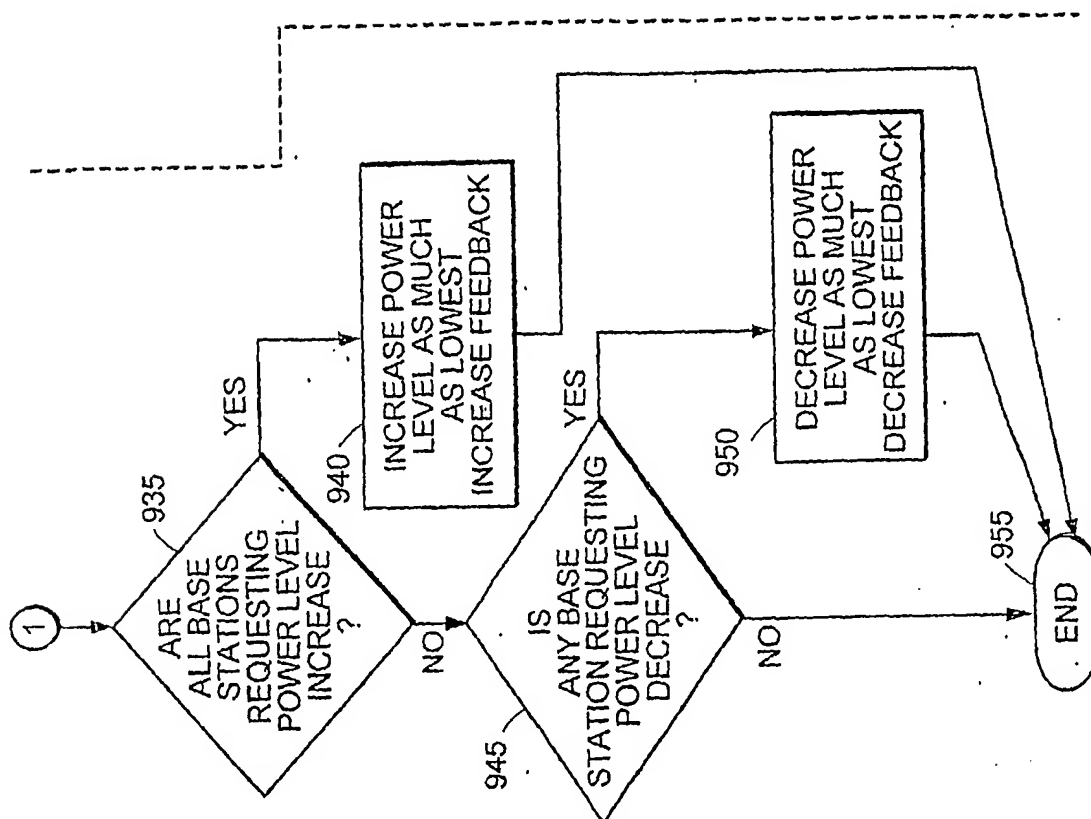 1
935
ARE
ALL BASE
STATIONS
REQUESTING
POWER LEVEL
INCREASE
?
YES
NO
940
INCREASE POWER
LEVEL AS MUCH
AS LOWEST
INCREASE FEEDBACK
945
IS
ANY BASE
STATION REQUESTING
POWER LEVEL
DECREASE
?
YES
NO
950
DECREASE POWER
LEVEL AS MUCH
AS LOWEST
DECREASE FEEDBACK
955
END